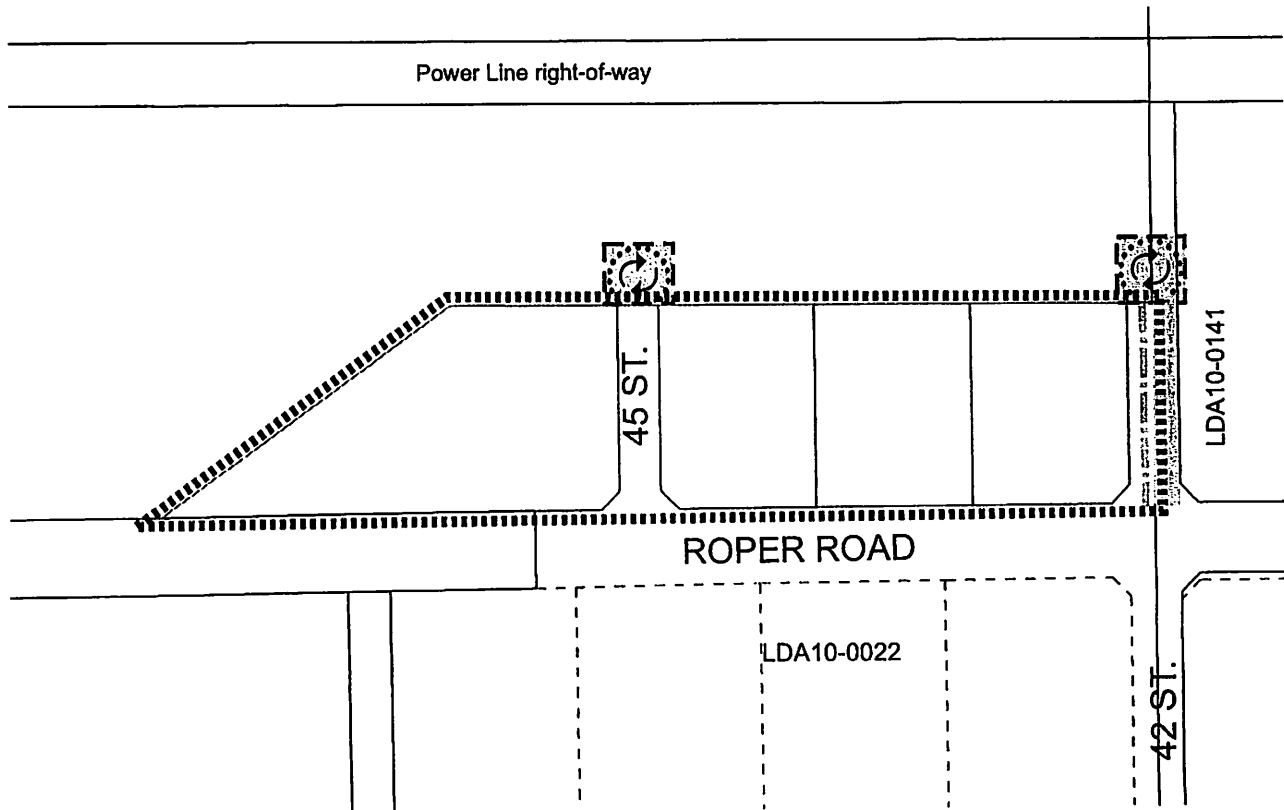 Power Line right-of-way
45 ST.
LDA10-0141
ROPER ROAD
LDA10-0022
42 ST.